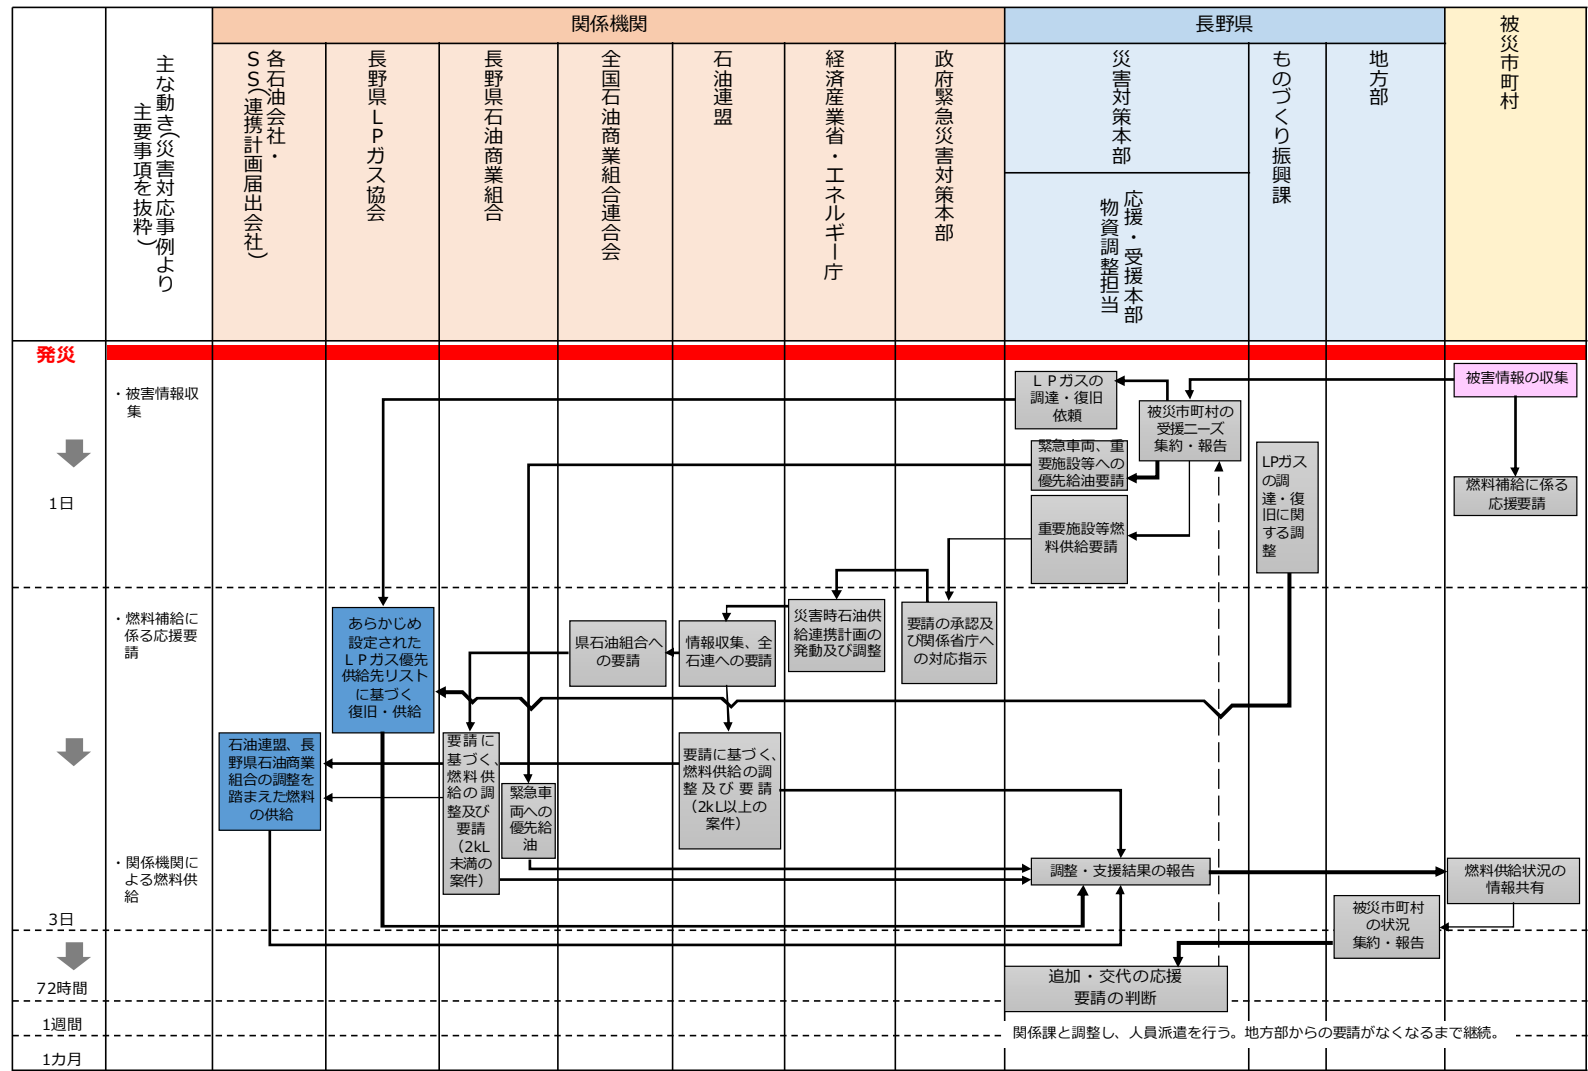 関係機関
長野県
被災市町村
主な動き（災害対応事例より
主要事項を抜粋）
各石油会社・
ＳＳ（連携計画届出会社）
長野県ＬＰガス協会
長野県石油商業組合
全国石油商業組合連合会
石油連盟
経済産業省・エネルギー庁
政府緊急災害対策本部
災害対策本部
応援・受援本部
物資調整担当
ものづくり振興課
地方部
発災
・被害情報収
集
1日
ＬＰガスの
調達・復旧
依頼
被災市町村の
受援ニーズ
集約・報告
被害情報の収集
緊急車両、重
要施設等への
優先給油要請
LPガス
の調
達・復
旧に関
する調
整
燃料補給に係る
応援要請
重要施設等燃
料供給要請
・燃料補給に
係る応援要
請
あらかじめ
設定された
ＬＰガス優先
供給先リスト
に基づく
復旧・供給
県石油組合へ
の要請
情報収集、全
石連への要請
災害時石油供
給連携計画の
発動及び調整
要請の承認及
び関係省庁へ
の対応指示
石油連盟、長
野県石油商業
組合の調整を
踏まえた燃料
の供給
要請に
基づく、
燃料供
給の調
整及び
要請
（2kL
未満の
案件）
緊急車
両への
優先給
油
要請に基づく、
燃料供給の調
整及び要請
（2kL以上の
案件）
・関係機関に
よる燃料供
給
調整・支援結果の報告
燃料供給状況の
情報共有
3日
被災市町村
の状況
集約・報告
72時間
追加・交代の応援
要請の判断
1週間
関係課と調整し、人員派遣を行う。地方部からの要請がなくなるまで継続。
1カ月